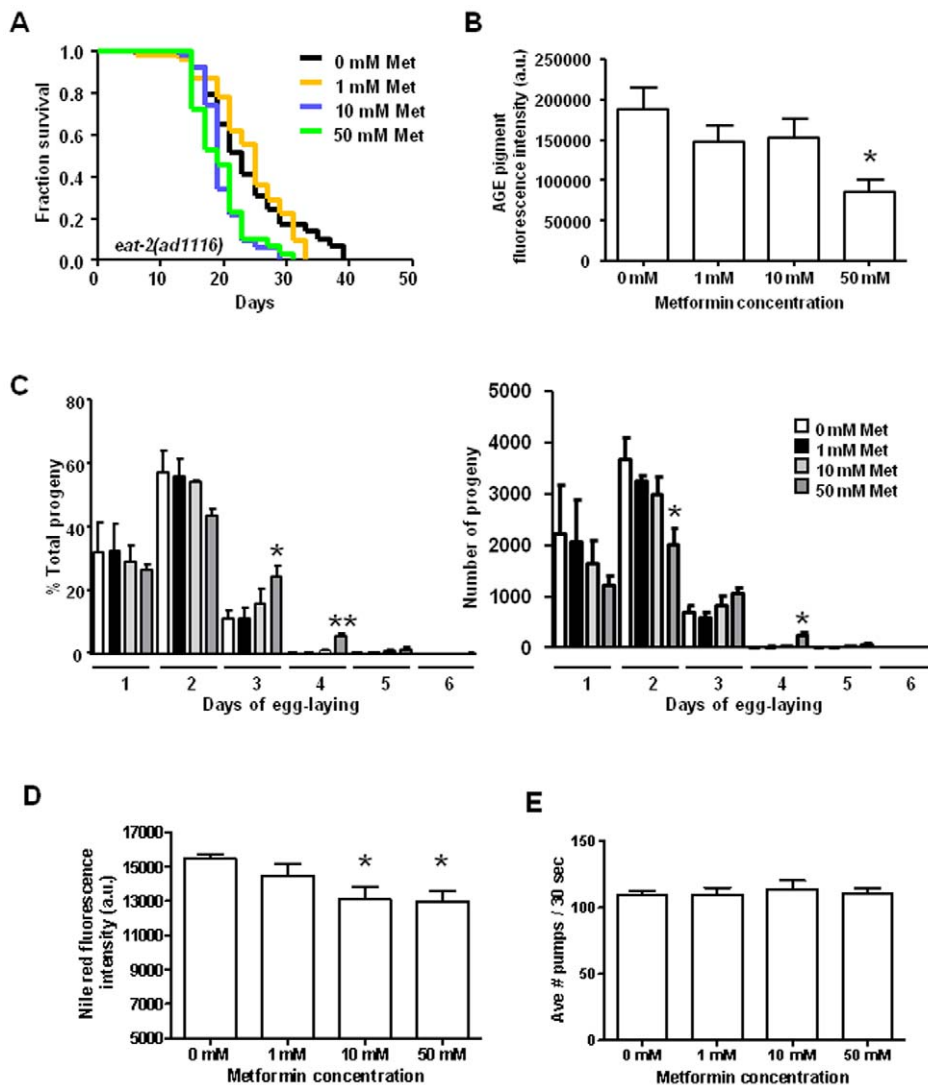 A
1.0
0.8
0.6
0.4
0.2
0.0
Fraction survival
0 mM Met
1 mM Met
10 mM Met
50 mM Met
eat-2(ad1116)
0 10 20 30 40 50
Days
B
250000
200000
150000
100000
50000
0
AGE pigment
fluorescence intensity (a.u.)
*
0 mM 1 mM 10 mM 50 mM
Metformin concentration
C
80
60
40
20
0
% Total progeny
*
**
1 2 3 4 5 6
Days of egg-laying
5000
4000
3000
2000
1000
0
Number of progeny
0 mM Met
1 mM Met
10 mM Met
50 mM Met
*
*
1 2 3 4 5 6
Days of egg-laying
D
17000
15000
13000
11000
9000
7000
5000
Nile red fluorescence
intensity (a.u.)
* *
0 mM 1 mM 10 mM 50 mM
Metformin concentration
E
150
100
50
0
Ave # pumps / 30 sec
0 mM 1 mM 10 mM 50 mM
Metformin concentration